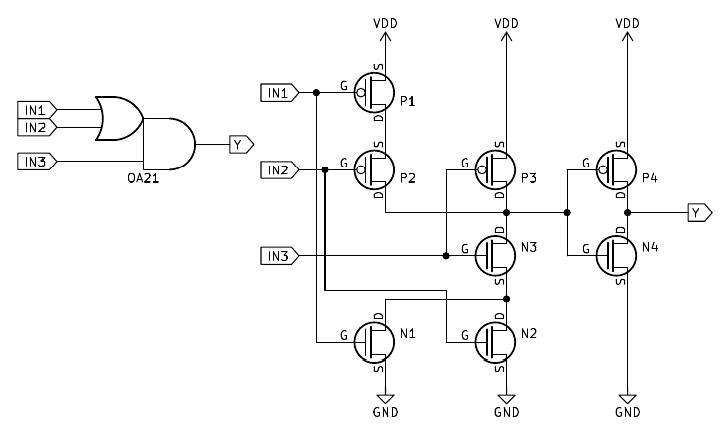 VDD VDD VDD
S
IN1 G P1
IN1
IN2 Y
D
S S S
IN3 IN2 G P2 G P3 G P4
OA21
D D D
Y
D D
IN3 G N3 G N4
S S
D D
G N1 G N2
S S
GND GND GND